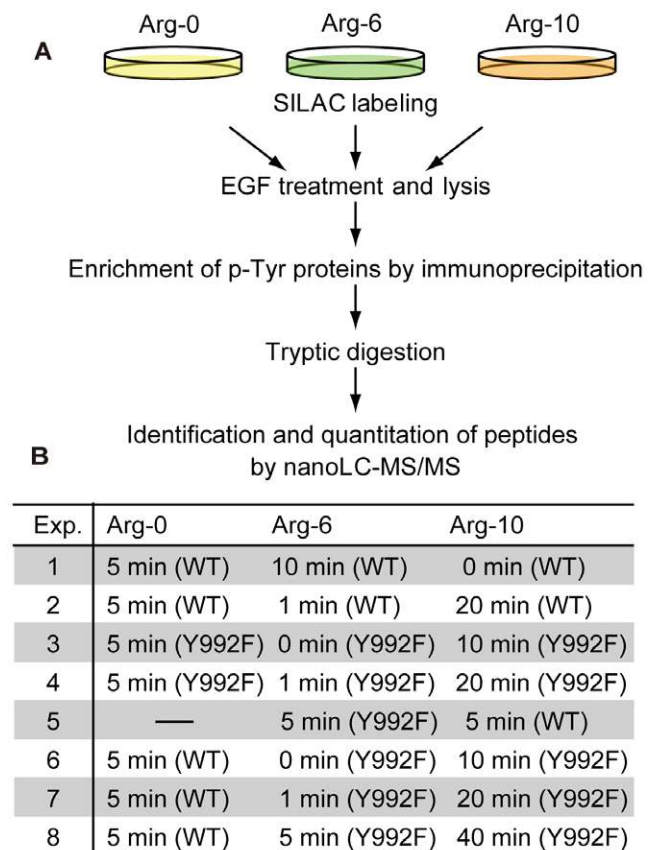 A
Arg-0 Arg-6 Arg-10
SILAC labeling
EGF treatment and lysis
Enrichment of p-Tyr proteins by immunoprecipitation
Tryptic digestion
Identification and quantitation of peptides
by nanoLC-MS/MS
B
Exp. Arg-0 Arg-6 Arg-10
1 5 min (WT) 10 min (WT) 0 min (WT)
2 5 min (WT) 1 min (WT) 20 min (WT)
3 5 min (Y992F) 0 min (Y992F) 10 min (Y992F)
4 5 min (Y992F) 1 min (Y992F) 20 min (Y992F)
5 — 5 min (Y992F) 5 min (WT)
6 5 min (WT) 0 min (Y992F) 10 min (Y992F)
7 5 min (WT) 1 min (Y992F) 20 min (Y992F)
8 5 min (WT) 5 min (Y992F) 40 min (Y992F)